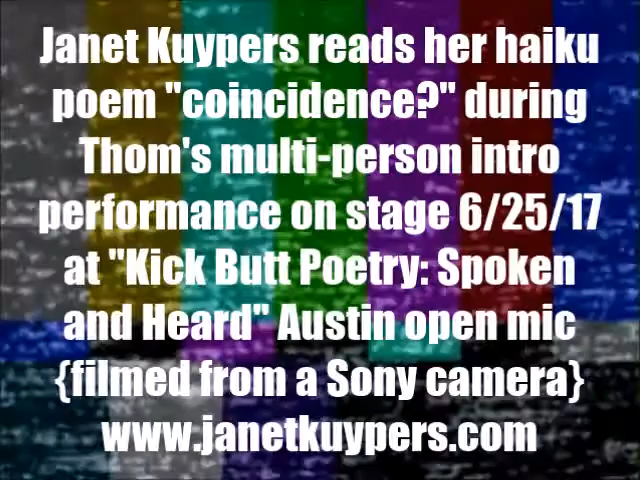 Janet Kuypers reads her haiku
poem "coincidence?" during
Thom's multi-person intro
performance on stage 6/25/17
at "Kick Butt Poetry: Spoken
and Heard" Austin open mic
{filmed from a Sony camera}
www.janetkuypers.com